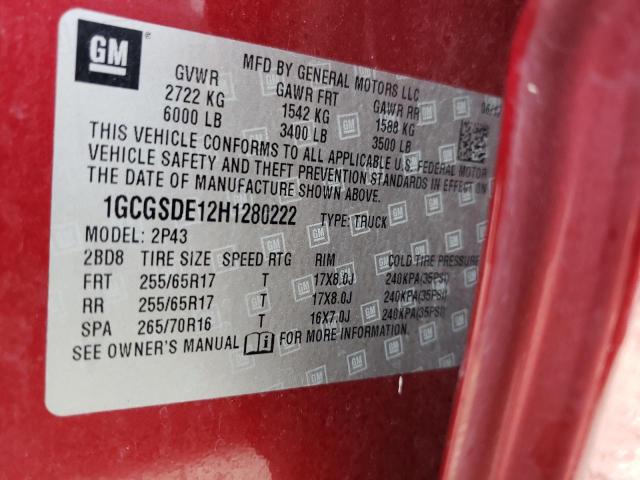 GM
MFD BY GENERAL MOTORS LLC
GVWR GAWR FRT GAWR RR
2722 KG 1542 KG 1588 KG
6000 LB 3400 LB 3500 LB
THIS VEHICLE CONFORMS TO ALL APPLICABLE U.S. FEDERAL MOTOR
VEHICLE SAFETY AND THEFT PREVENTION STANDARDS IN EFFECT ON
THE DATE OF MANUFACTURE SHOWN ABOVE.
1GCGSDE12H1280222 TYPE: TRUCK
MODEL: 2P43
2BD8 TIRE SIZE SPEED RTG RIM COLD TIRE PRESSURE
FRT 255/65R17 T 17X8.0J 240KPA(35PSI)
RR 255/65R17 T 17X8.0J 240KPA(35PSI)
SPA 265/70R16 T 16X7.0J 240KPA(35PSI)
SEE OWNER'S MANUAL FOR MORE INFORMATION.